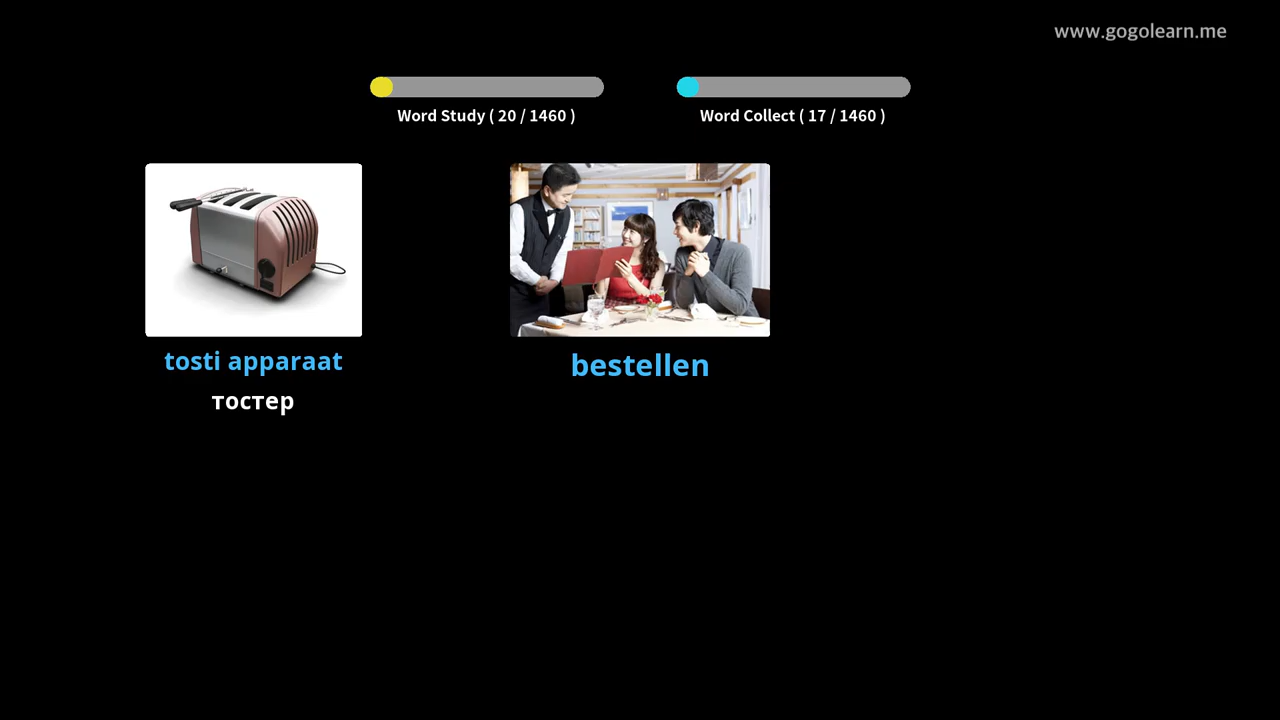 www.gogolearn.me
Word Study ( 20 / 1460 )
Word Collect ( 17 / 1460 )
tosti apparaat
тостер
bestellen